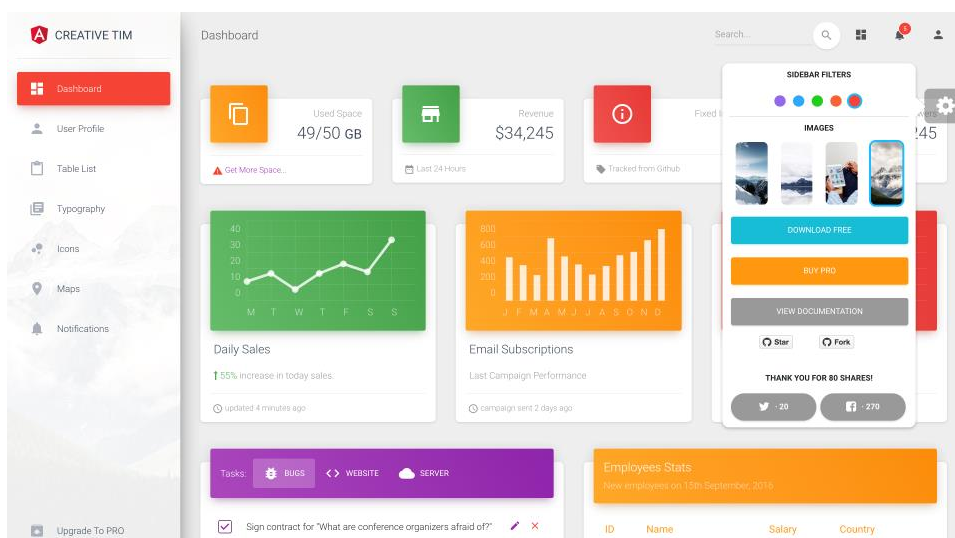 CREATIVE TIM
Dashboard
User Profile
Table List
Typography
Icons
Maps
Notifications
Upgrade To PRO
Dashboard
Search...
5
Used Space
49/50 GB
Get More Space...
Revenue
$34,245
Last 24 Hours
Fixed
Tracked from Github
245
40
30
20
10
0
M T W T F S S
Daily Sales
55% increase in today sales.
updated 4 minutes ago
800
600
400
200
0
J F M A M J J A S O N D
Email Subscriptions
Last Campaign Performance
campaign sent 2 days ago
SIDEBAR FILTERS
IMAGES
DOWNLOAD FREE
BUY PRO
VIEW DOCUMENTATION
Star Fork
THANK YOU FOR 80 SHARES!
· 20 · 270
Tasks: BUGS WEBSITE SERVER
Sign contract for "What are conference organizers afraid of?"
Employees Stats
New employees on 15th September, 2016
ID Name Salary Country